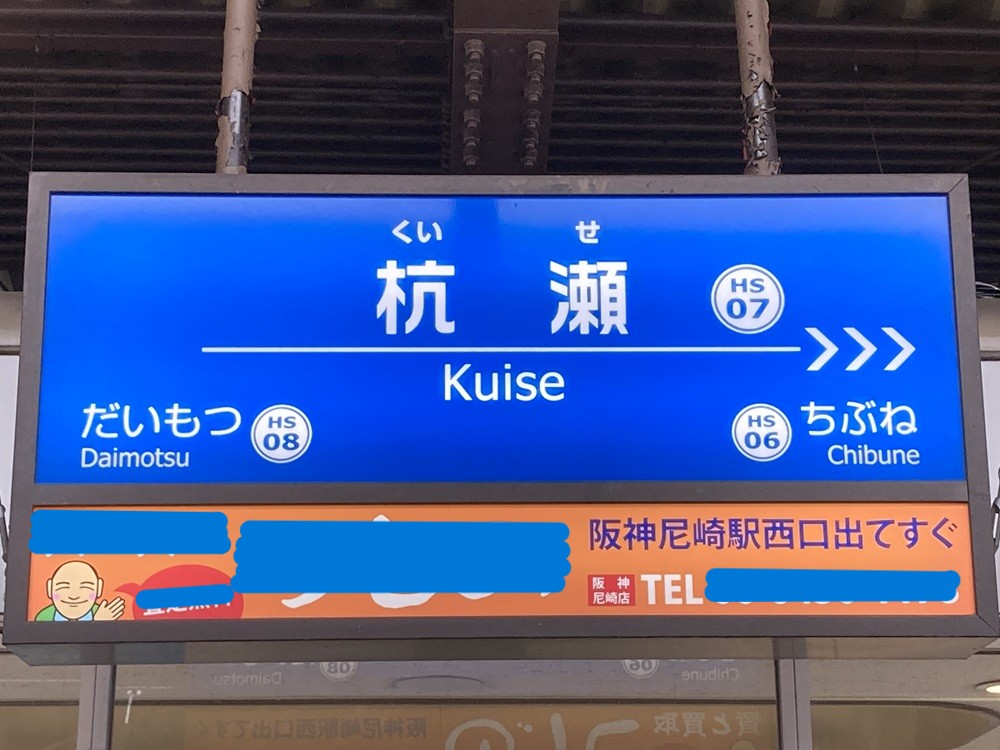 くいせ
杭瀬
HS
07
Kuise
だいもつ
HS
08
Daimotsu
HS
06
ちぶね
Chibune
阪神尼崎駅西口出てすぐ
阪神
尼崎店
TEL